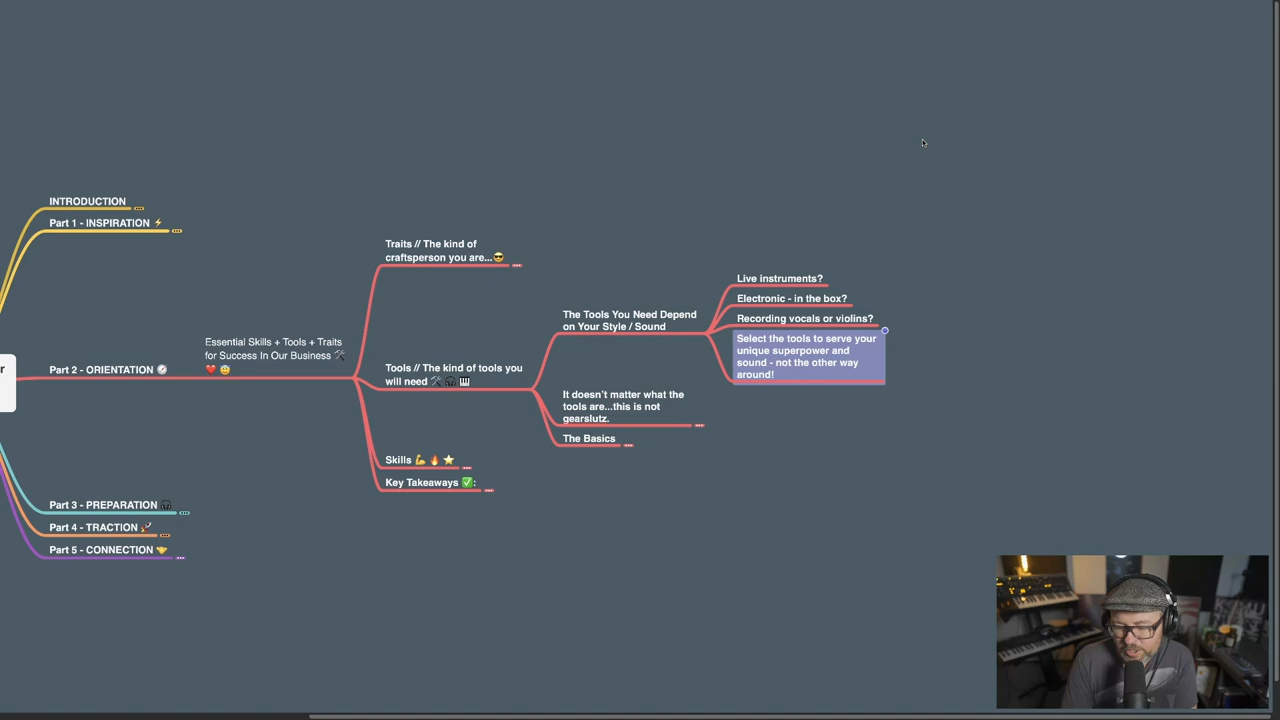 INTRODUCTION
Part 1 - INSPIRATION ⚡
Traits // The kind of
craftsperson you are...😎
Essential Skills + Tools + Traits
for Success In Our Business 🛠
❤️ 😇
Part 2 - ORIENTATION 🧭
Tools // The kind of tools you
will need 🛠 🎧 🎹
The Tools You Need Depend
on Your Style / Sound
Live instruments?
Electronic - in the box?
Recording vocals or violins?
Select the tools to serve your
unique superpower and
sound - not the other way
around!
It doesn't matter what the
tools are...this is not
gearslutz.
The Basics
Skills 💪 🔥 ⭐
Key Takeaways ✅:
Part 3 - PREPARATION 🎧
Part 4 - TRACTION 🚀
Part 5 - CONNECTION 🤝
r